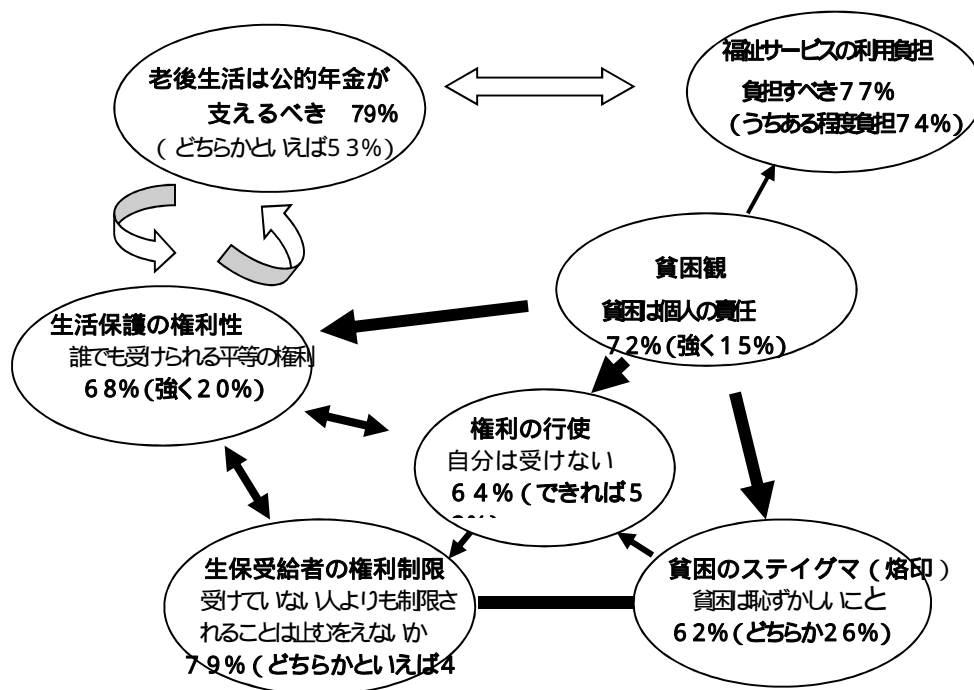 老後生活は公的年金が
支えるべき 79%
(どちらかといえば53%)
福祉サービスの利用負担
負担すべき77%
(うちある程度負担74%)
貧困観
貧困は個人の責任
72%(強く15%)
生活保護の権利性
誰でも受けられる平等の権利
68%(強く20%)
権利の行使
自分は受けない
64%(できれば5
生保受給者の権利制限
受けていない人よりも制限さ
れることは止むをえないか
79%(どちらかといえば4
貧困のステイグマ(烙印)
貧困は恥ずかしいこと
62%(どちらか26%)